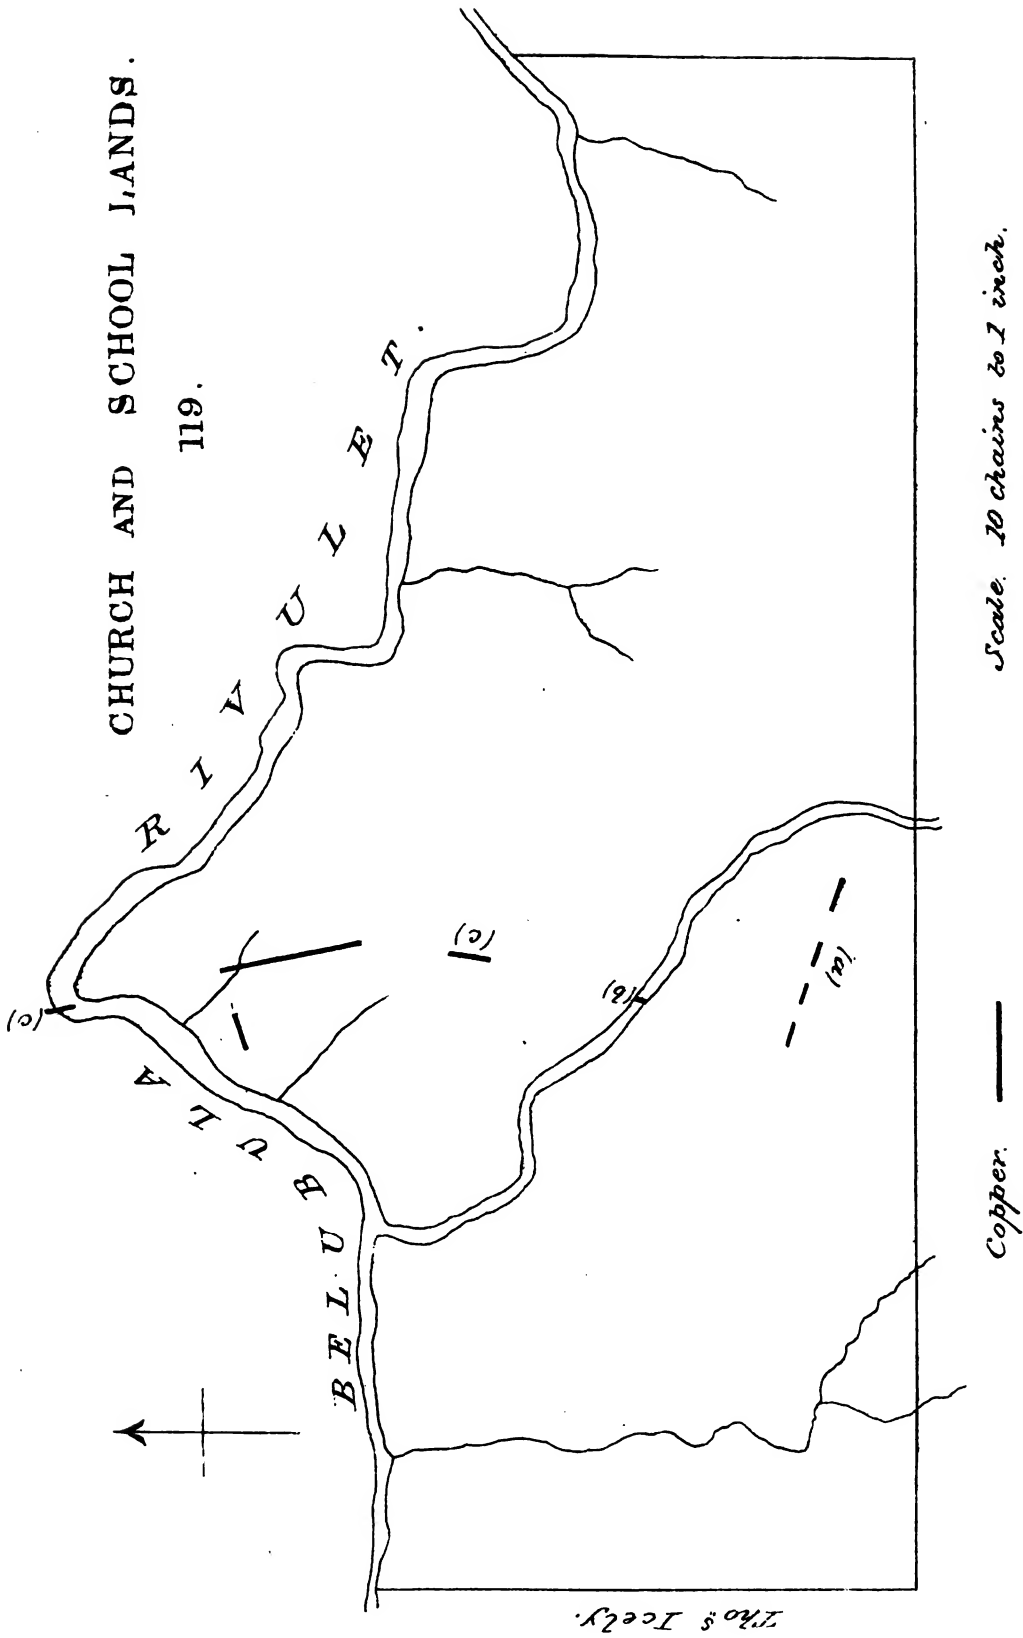 CHURCH AND SCHOOL LANDS.
119.
BELUBULA RIVULET.
(c)
(c)
(b)
(a)
Thos. Icely.
Copper.
Scale. 10 chains to 1 inch.